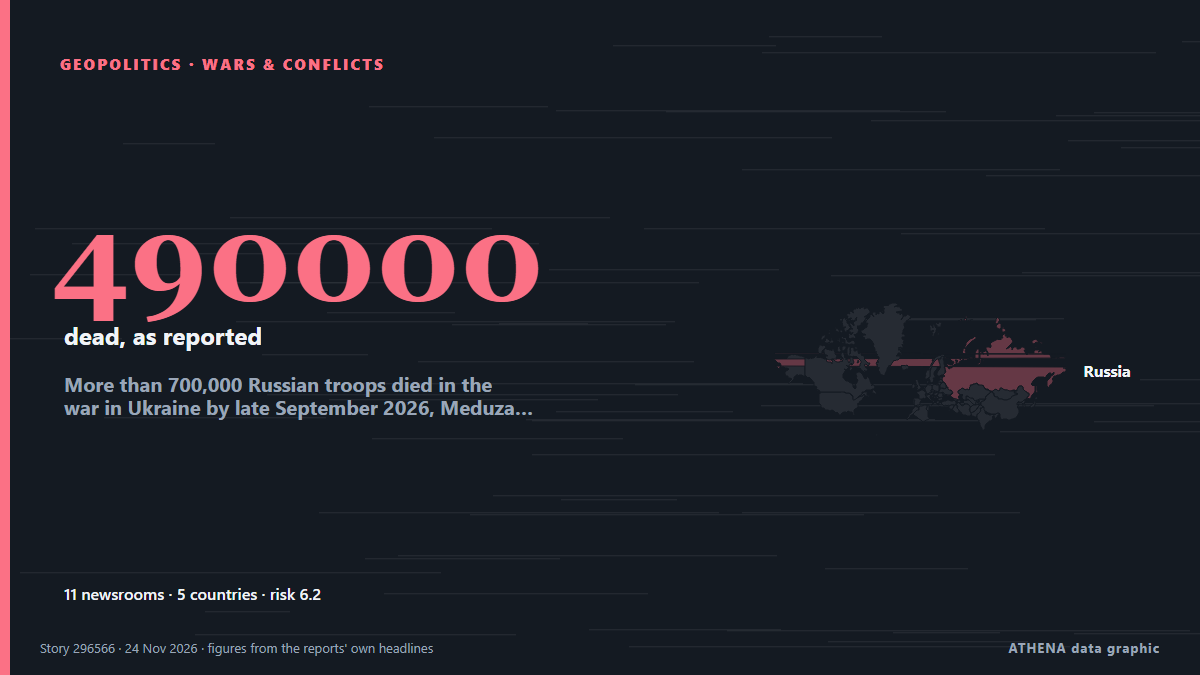 GEOPOLITICS · WARS & CONFLICTS
490000
dead, as reported
More than 700,000 Russian troops died in the
war in Ukraine by late September 2026, Meduza...
Russia
11 newsrooms · 5 countries · risk 6.2
Story 296566 · 24 Nov 2026 · figures from the reports' own headlines
ATHENA data graphic